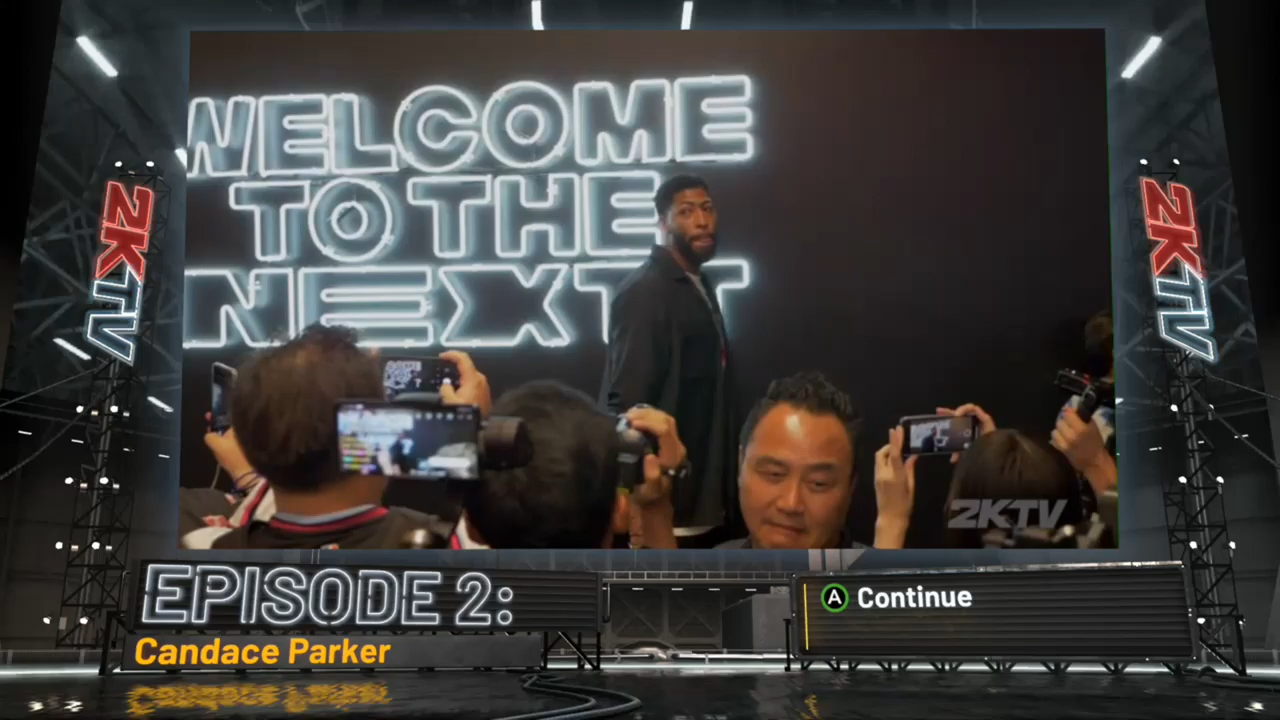 WELCOME
TO THE
NEXT
2KTV
2KTV
2KTV
EPISODE 2:
Candace Parker
A Continue